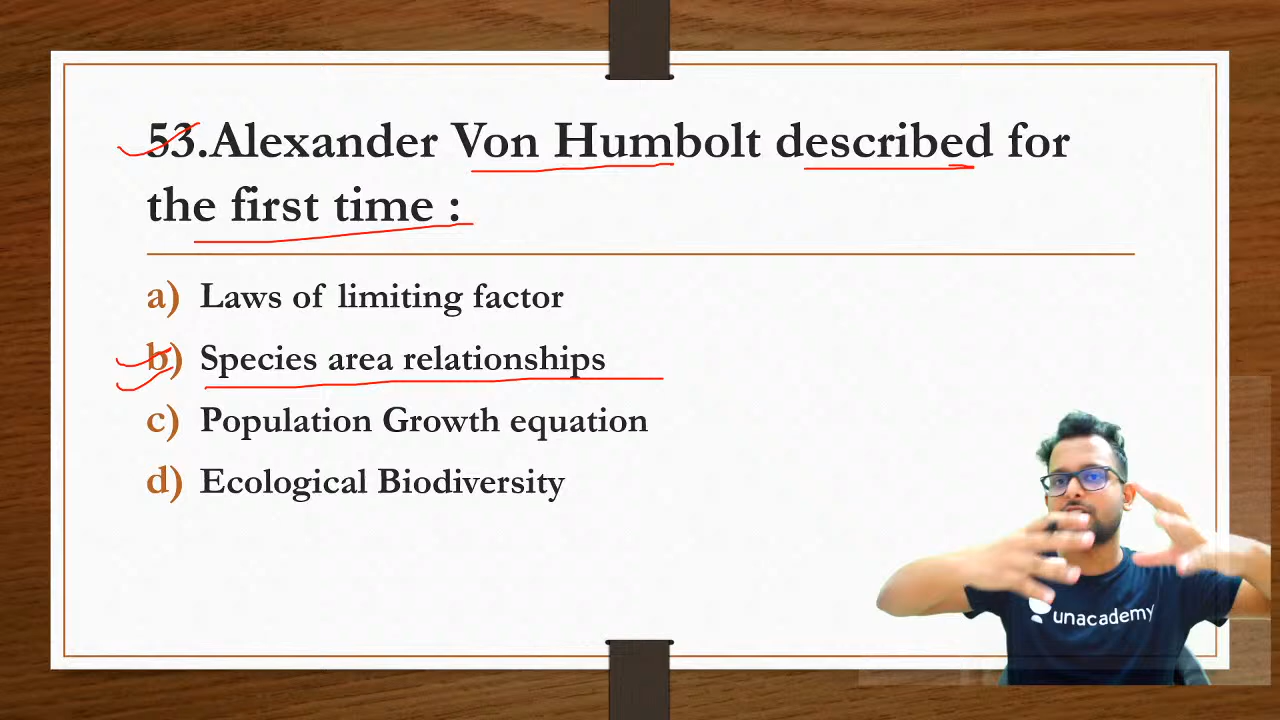 53.Alexander Von Humbolt described for
the first time :
a) Laws of limiting factor
b) Species area relationships
c) Population Growth equation
d) Ecological Biodiversity
unacademy